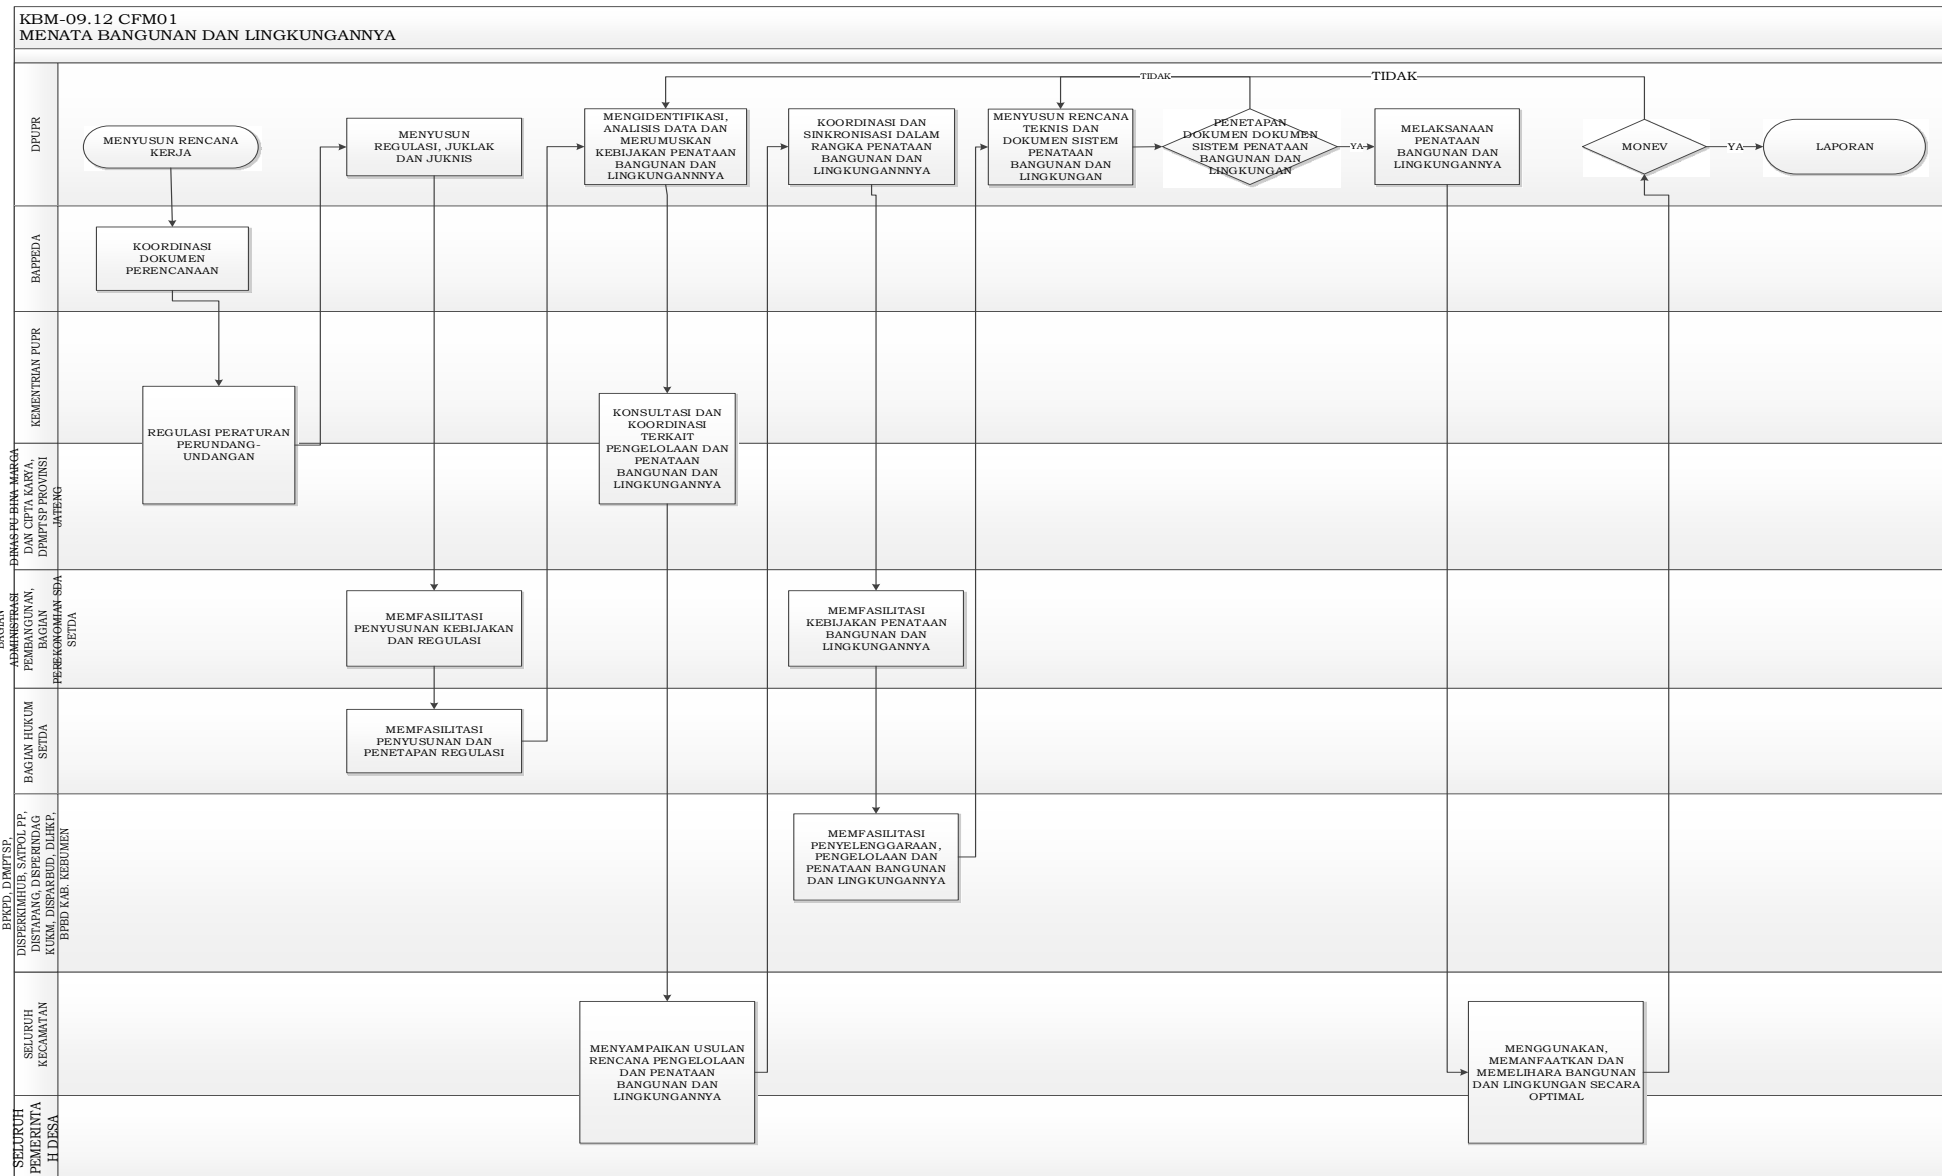 KBM-09.12 CFM01
MENATA BANGUNAN DAN LINGKUNGANNYA
DPUPR
MENYUSUN RENCANA
KERJA
MENYUSUN
REGULASI, JUKLAK
DAN JUKNIS
MENGIDENTIFIKASI,
ANALISIS DATA DAN
MERUMUSKAN
KEBIJAKAN PENATAAN
BANGUNAN DAN
LINGKUNGANNNYA
KOORDINASI DAN
SINKRONISASI DALAM
RANGKA PENATAAN
BANGUNAN DAN
LINGKUNGANNNYA
TIDAK
MENYUSUN RENCANA
TEKNIS DAN
DOKUMEN SISTEM
PENATAAN
BANGUNAN DAN
LINGKUNGAN
PENETAPAN
DOKUMEN DOKUMEN
SISTEM PENATAAN
BANGUNAN DAN
LINGKUNGAN
YA
TIDAK
MELAKSANAAN
PENATAAN
BANGUNAN DAN
LINGKUNGANNYA
MONEV
YA
LAPORAN
BAPPEDA
KOORDINASI
DOKUMEN
PERENCANAAN
KEMENTRIAN PUPR
REGULASI PERATURAN
PERUNDANG-
UNDANGAN
KONSULTASI DAN
KOORDINASI
TERKAIT
PENGELOLAAN DAN
PENATAAN
BANGUNAN DAN
LINGKUNGANNYA
DINAS PU BINA MARGA
DAN CIPTA KARYA,
DPMPTSP PROVINSI
JATENG
BAGIAN
ADMINISTRASI
PEMBANGUNAN,
BAGIAN
PEREKONOMIAN SDA
SETDA
MEMFASILITASI
PENYUSUNAN KEBIJAKAN
DAN REGULASI
MEMFASILITASI
KEBIJAKAN PENATAAN
BANGUNAN DAN
LINGKUNGANNYA
BAGIAN HUKUM
SETDA
MEMFASILITASI
PENYUSUNAN DAN
PENETAPAN REGULASI
BPKPD, DPMPTSP,
DISPERKIMHUB, SATPOL PP,
DISTAPANG, DISPERINDAG
KUKM, DISPARBUD, DLHKP,
BPBD KAB. KEBUMEN
MEMFASILITASI
PENYELENGGARAAN,
PENGELOLAAN DAN
PENATAAN BANGUNAN
DAN LINGKUNGANNYA
SELURUH
KECAMATAN
MENYAMPAIKAN USULAN
RENCANA PENGELOLAAN
DAN PENATAAN
BANGUNAN DAN
LINGKUNGANNYA
MENGGUNAKAN,
MEMANFAATKAN DAN
MEMELIHARA BANGUNAN
DAN LINGKUNGAN SECARA
OPTIMAL
SELURUH
PEMERINTA
H DESA